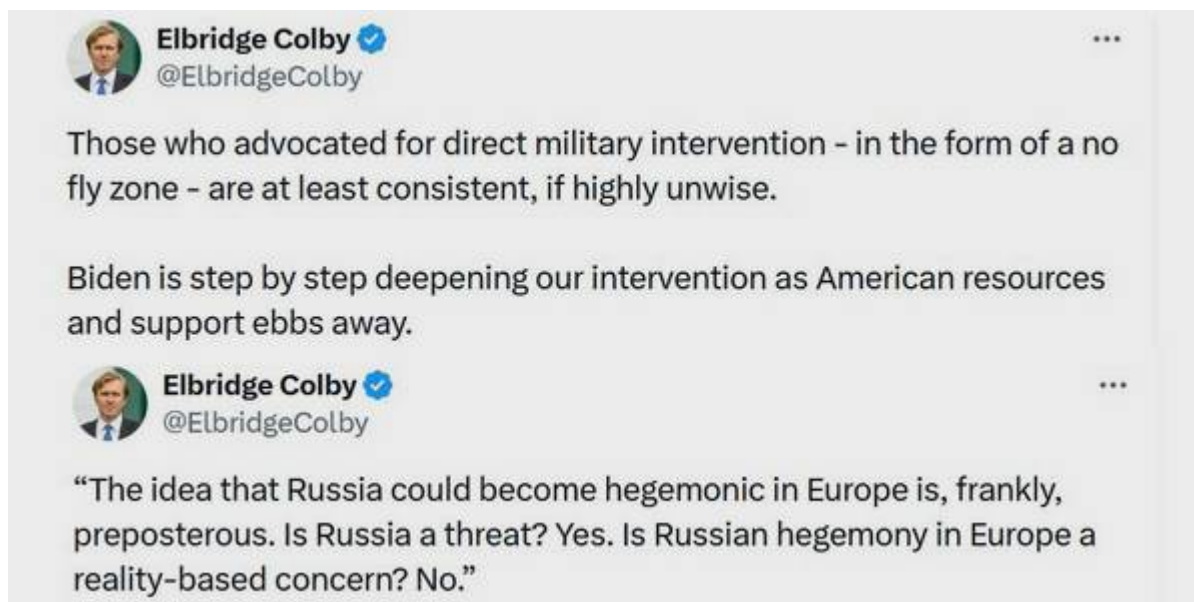 Elbridge Colby
@ElbridgeColby
Those who advocated for direct military intervention - in the form of a no
fly zone - are at least consistent, if highly unwise.
Biden is step by step deepening our intervention as American resources
and support ebbs away.
Elbridge Colby
@ElbridgeColby
“The idea that Russia could become hegemonic in Europe is, frankly,
preposterous. Is Russia a threat? Yes. Is Russian hegemony in Europe a
reality-based concern? No.”